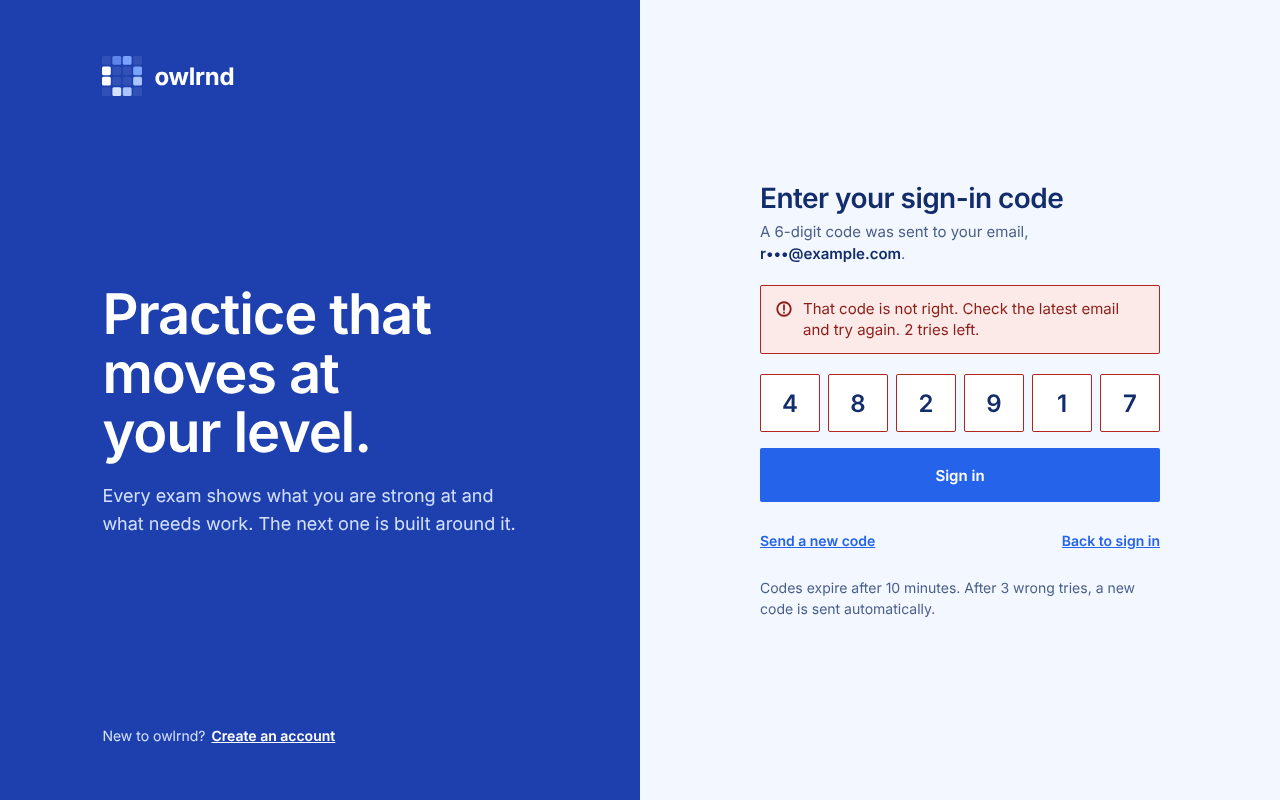 owlrnd
Practice that
moves at
your level.
Every exam shows what you are strong at and
what needs work. The next one is built around it.
New to owlrnd? Create an account
Enter your sign-in code
A 6-digit code was sent to your email,
r•••@example.com.
That code is not right. Check the latest email
and try again. 2 tries left.
4 8 2 9 1 7
Sign in
Send a new code Back to sign in
Codes expire after 10 minutes. After 3 wrong tries, a new
code is sent automatically.